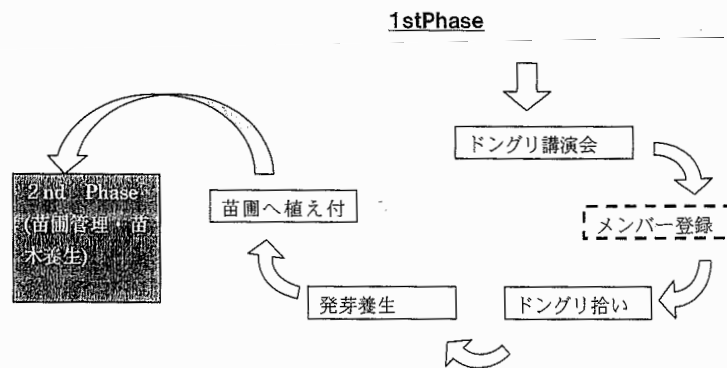 1stPhase
ドングリ講演会
メンバー登録
ドングリ拾い
発芽養生
苗圃へ植え付
2nd Phase
(苗圃管理・苗
木養生)